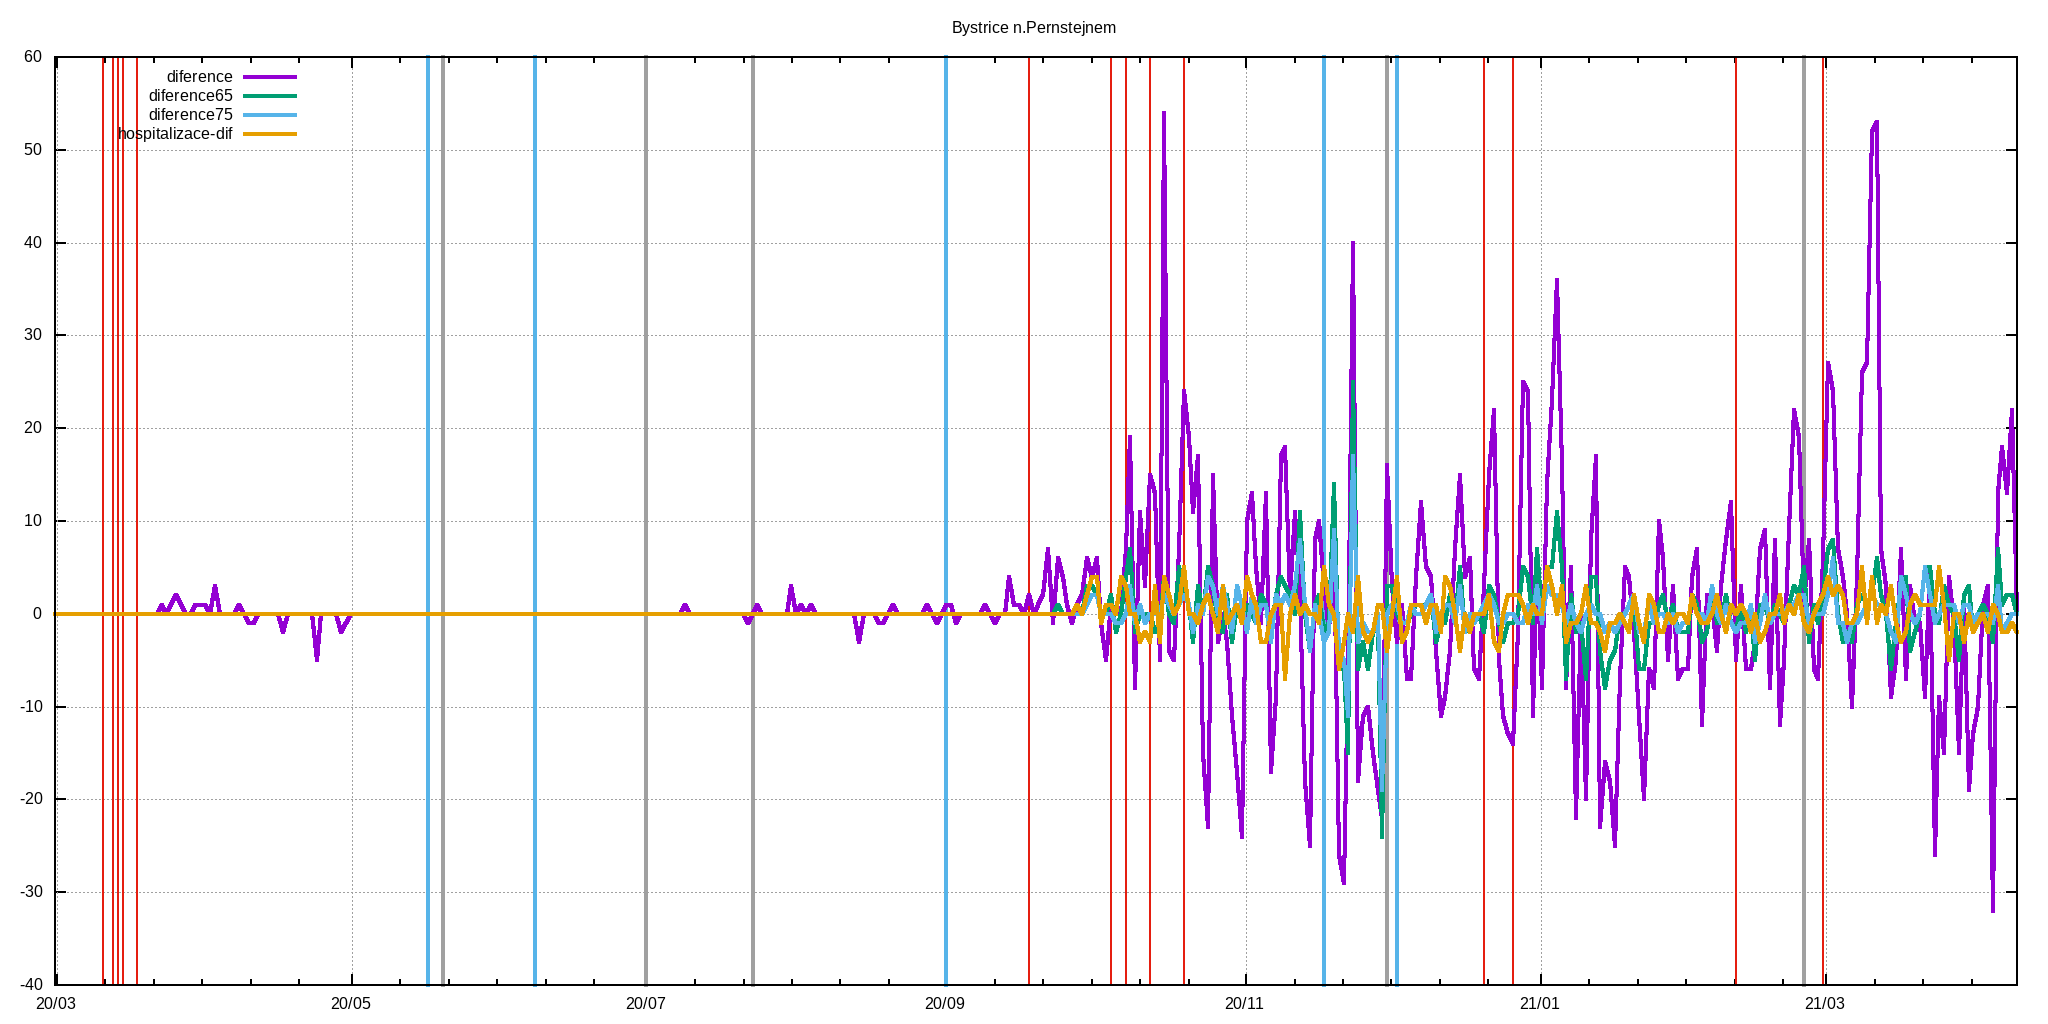 Bystrice n.Pernstejnem
60
diference
diference65
diference75
hospitalizace-dif
50
40
30
20
10
0
-10
-20
-30
-40
20/03 20/05 20/07 20/09 20/11 21/01 21/03